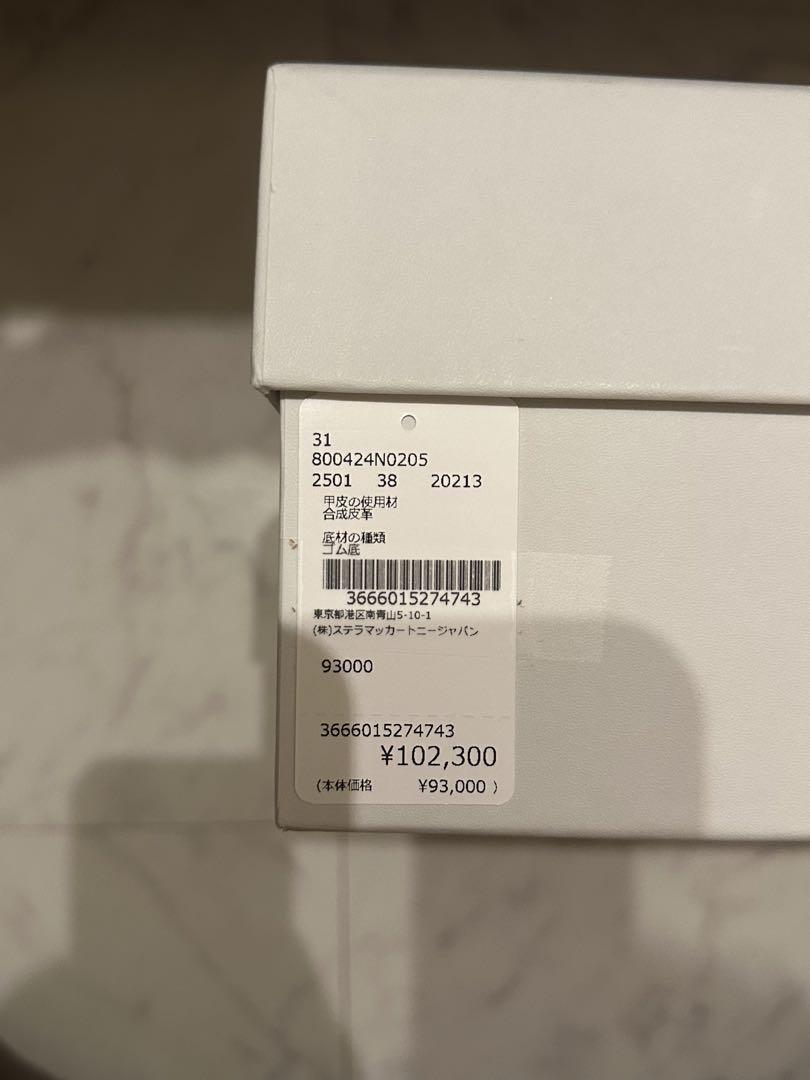 31
800424N0205
2501 38 20213
甲皮の使用材
合成皮革
底材の種類
ゴム底
3666015274743
東京都港区南青山5-10-1
(株)ステラマッカートニージャパン
93000
3666015274743
¥102,300
(本体価格 ¥93,000 )